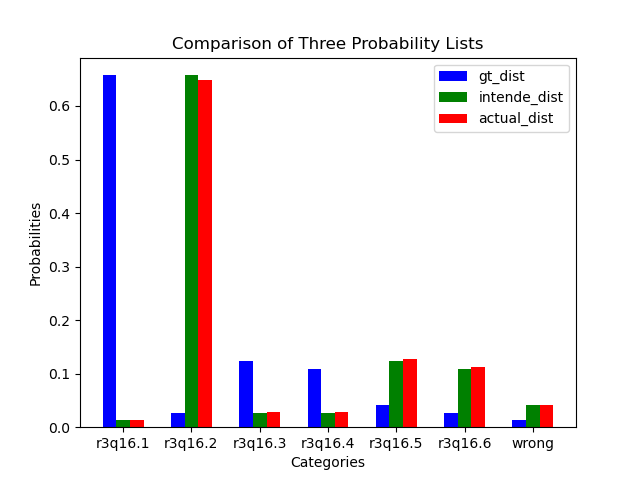 Comparison of Three Probability Lists
gt_dist
intende_dist
actual_dist
Probabilities
0.6
0.5
0.4
0.3
0.2
0.1
0.0
r3q16.1 r3q16.2 r3q16.3 r3q16.4 r3q16.5 r3q16.6 wrong
Categories